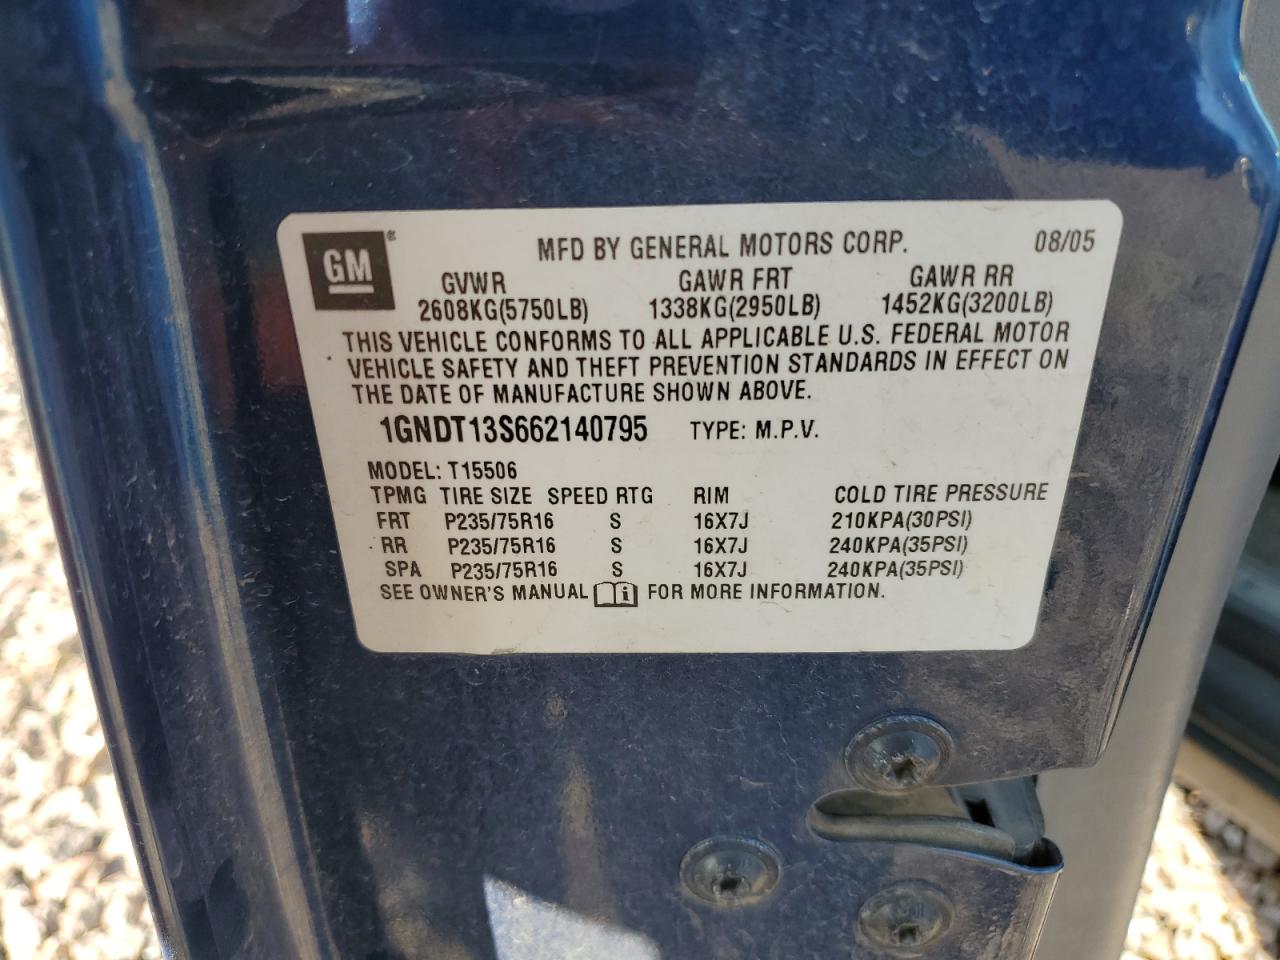 GM®
MFD BY GENERAL MOTORS CORP. 08/05
GVWR GAWR FRT GAWR RR
2608KG(5750LB) 1338KG(2950LB) 1452KG(3200LB)
THIS VEHICLE CONFORMS TO ALL APPLICABLE U.S. FEDERAL MOTOR
VEHICLE SAFETY AND THEFT PREVENTION STANDARDS IN EFFECT ON
THE DATE OF MANUFACTURE SHOWN ABOVE.
1GNDT13S662140795 TYPE: M.P.V.
MODEL: T15506
TPMG TIRE SIZE SPEED RTG RIM COLD TIRE PRESSURE
FRT P235/75R16 S 16X7J 210KPA(30PSI)
RR P235/75R16 S 16X7J 240KPA(35PSI)
SPA P235/75R16 S 16X7J 240KPA(35PSI)
SEE OWNER'S MANUAL i FOR MORE INFORMATION.